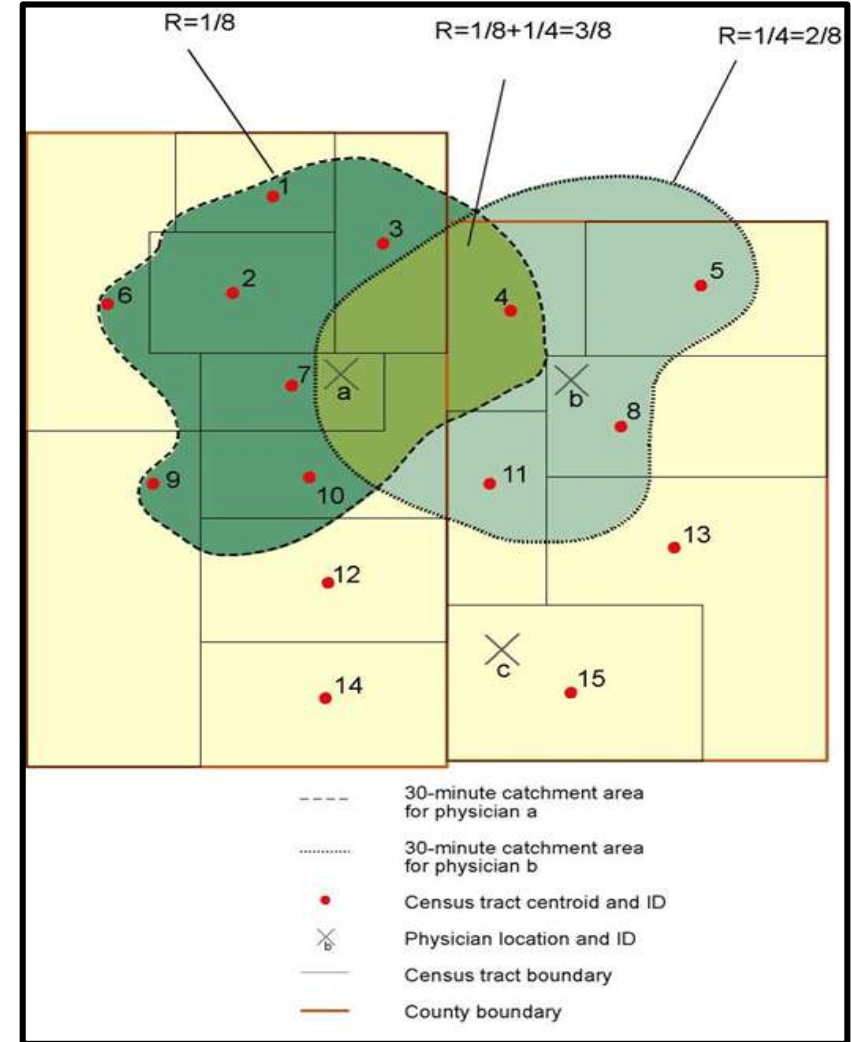 R=1/8
R=1/8+1/4=3/8
R=1/4=2/8
1
3
2
6
5
4
7
a
b
8
9
10
11
13
12
c
14
15
30-minute catchment area
for physician a
30-minute catchment area
for physician b
Census tract centroid and ID
b
Physician location and ID
Census tract boundary
County boundary